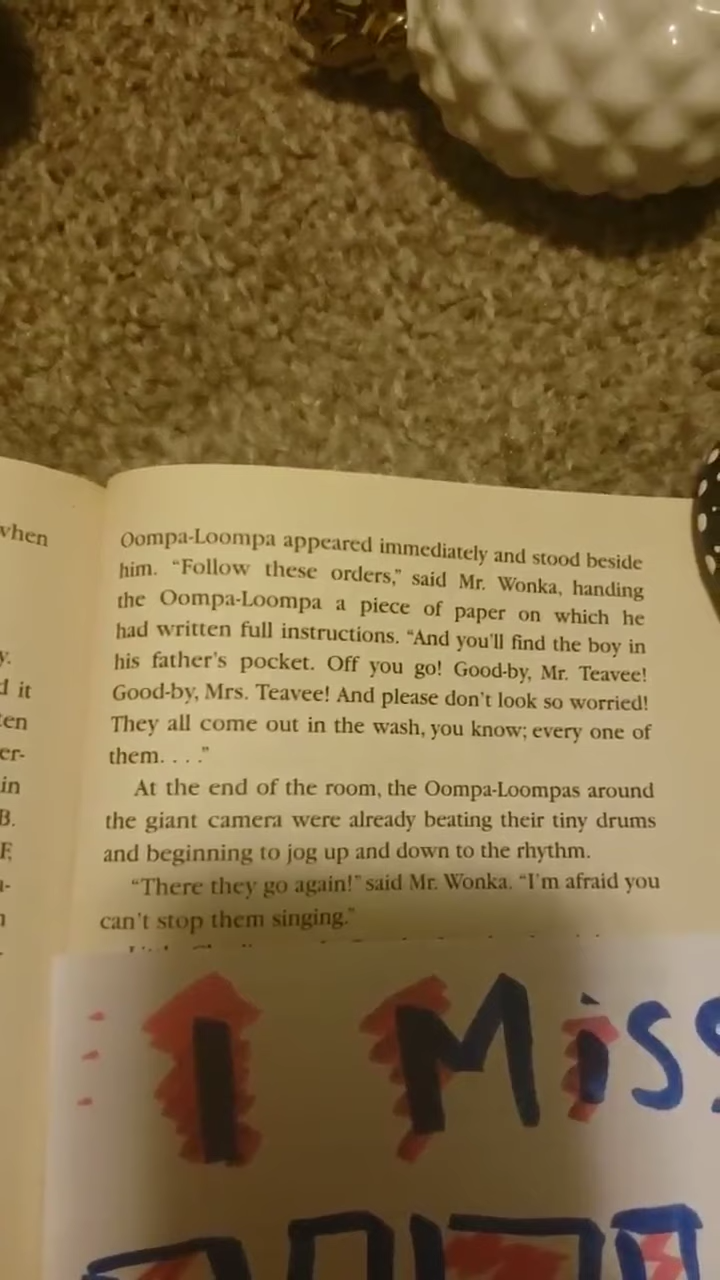 when
y.
d it
ten
er-
in
B.
F,
Oompa-Loompa appeared immediately and stood beside
him. “Follow these orders,” said Mr. Wonka, handing
the Oompa-Loompa a piece of paper on which he
had written full instructions. “And you'll find the boy in
his father's pocket. Off you go! Good-by, Mr. Teavee!
Good-by, Mrs. Teavee! And please don't look so worried!
They all come out in the wash, you know; every one of
them. . . .”
At the end of the room, the Oompa-Loompas around
the giant camera were already beating their tiny drums
and beginning to jog up and down to the rhythm.
“There they go again!” said Mr. Wonka. “I'm afraid you
can't stop them singing.”
I Miss